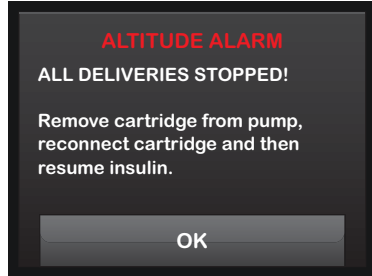 ALTITUDE ALARM
ALL DELIVERIES STOPPED!
Remove cartridge from pump,
reconnect cartridge and then
resume insulin.
OK